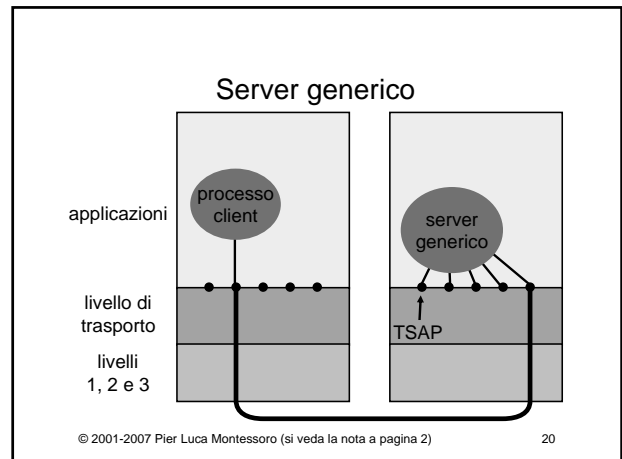 Server generico
applicazioni
processo
client
server
generico
livello di
trasporto
TSAP
livelli
1, 2 e 3
© 2001-2007 Pier Luca Montessoro (si veda la nota a pagina 2)
20